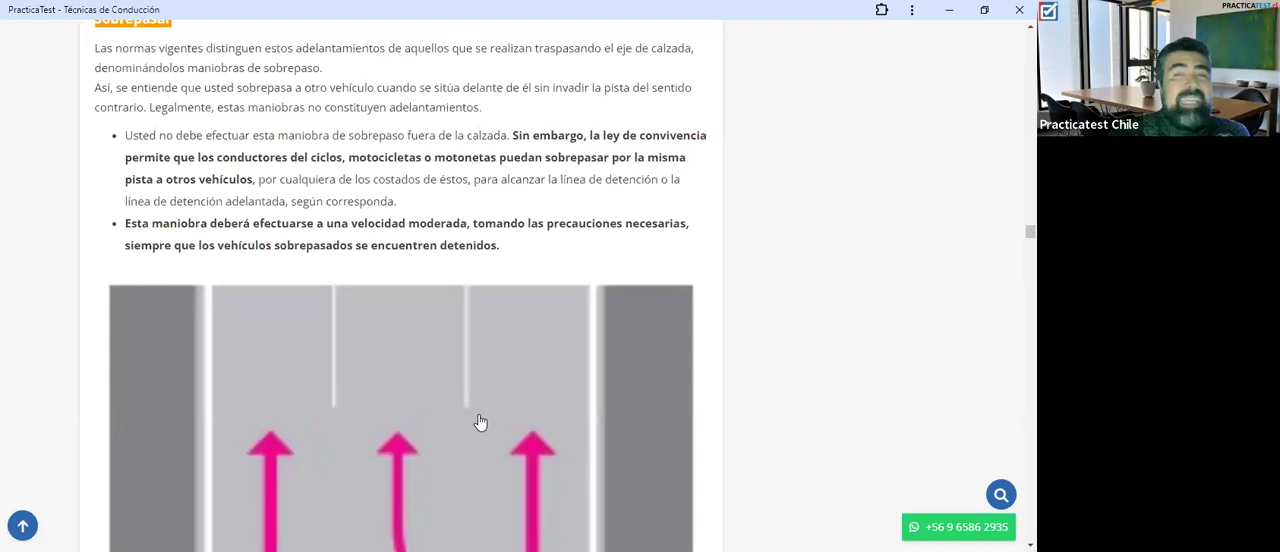 PracticaTest - Técnicas de Conducción
Sobrepasar
Las normas vigentes distinguen estos adelantamientos de aquellos que se realizan traspasando el eje de calzada,
denominándolos maniobras de sobrepaso.
Así, se entiende que usted sobrepasa a otro vehículo cuando se sitúa delante de él sin invadir la pista del sentido
contrario. Legalmente, estas maniobras no constituyen adelantamientos.
• Usted no debe efectuar esta maniobra de sobrepaso fuera de la calzada. Sin embargo, la ley de convivencia
permite que los conductores del ciclos, motocicletas o motonetas puedan sobrepasar por la misma
pista a otros vehículos, por cualquiera de los costados de éstos, para alcanzar la línea de detención o la
línea de detención adelantada, según corresponda.
• Esta maniobra deberá efectuarse a una velocidad moderada, tomando las precauciones necesarias,
siempre que los vehículos sobrepasados se encuentren detenidos.
+56 9 6586 2935
PRACTICATEST.cl
Practicatest Chile